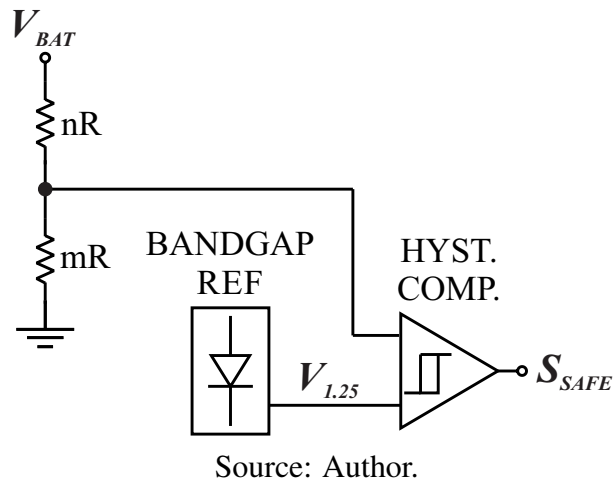 V_BAT
nR
mR
BANDGAP
REF
HYST.
COMP.
V_1.25
S_SAFE
Source: Author.